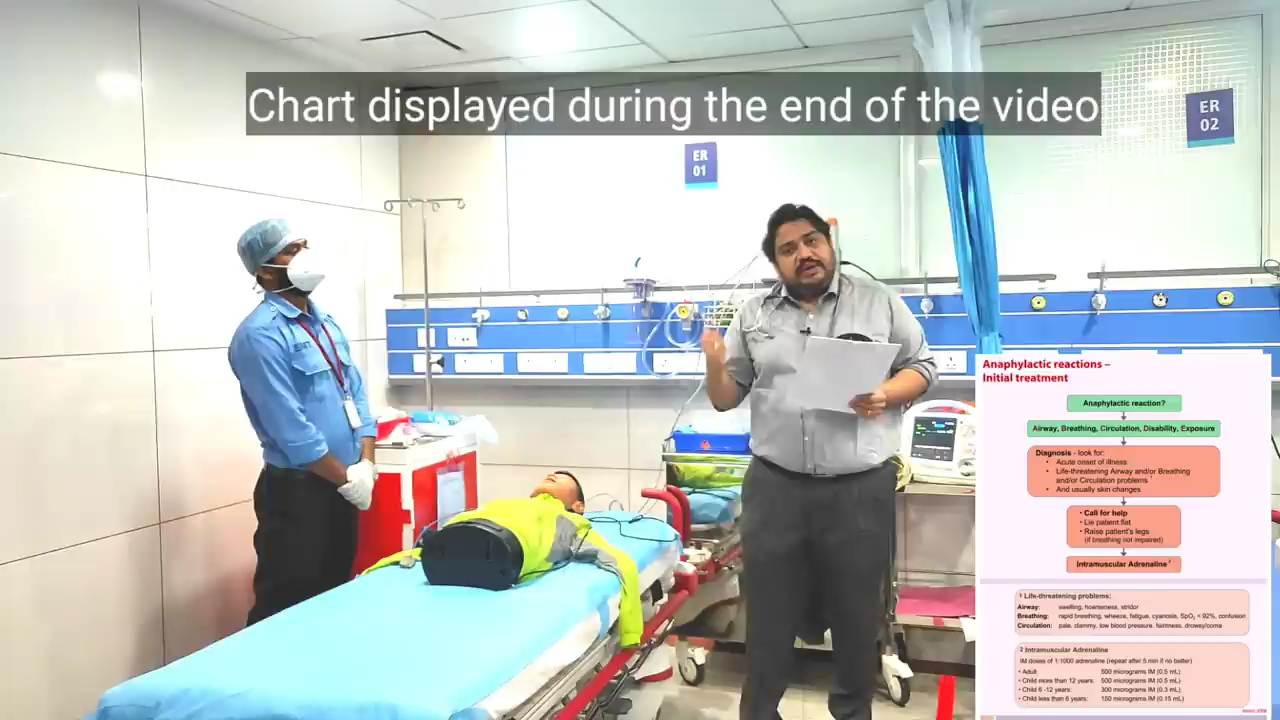 Chart displayed during the end of the video
ER
01
ER
02
Anaphylactic reactions –
Initial treatment
Anaphylactic reaction?
Airway, Breathing, Circulation, Disability, Exposure
Diagnosis - look for:
• Acute onset of illness
• Life-threatening Airway and/or Breathing
and/or Circulation problems ¹
• And usually skin changes
• Call for help
• Lie patient flat
• Raise patient's legs
(if breathing not impaired)
Intramuscular Adrenaline ²
¹ Life-threatening problems:
Airway: swelling, hoarseness, stridor
Breathing: rapid breathing, wheeze, fatigue, cyanosis, SpO₂ < 92%, confusion
Circulation: pale, clammy, low blood pressure, faintness, drowsy/coma
² Intramuscular Adrenaline
IM doses of 1:1000 adrenaline (repeat after 5 min if no better)
• Adult: 500 micrograms IM (0.5 mL)
• Child more than 12 years: 500 micrograms IM (0.5 mL)
• Child 6 -12 years: 300 micrograms IM (0.3 mL)
• Child less than 6 years: 150 micrograms IM (0.15 mL)